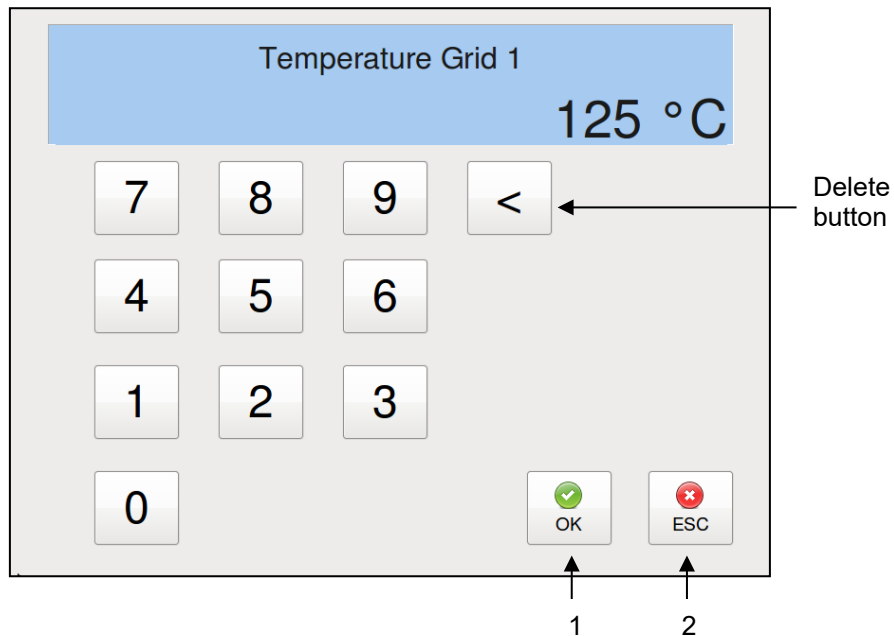 Temperature Grid 1
125 °C
7 8 9 <
Delete
button
4 5 6
1 2 3
0
OK ESC
1 2